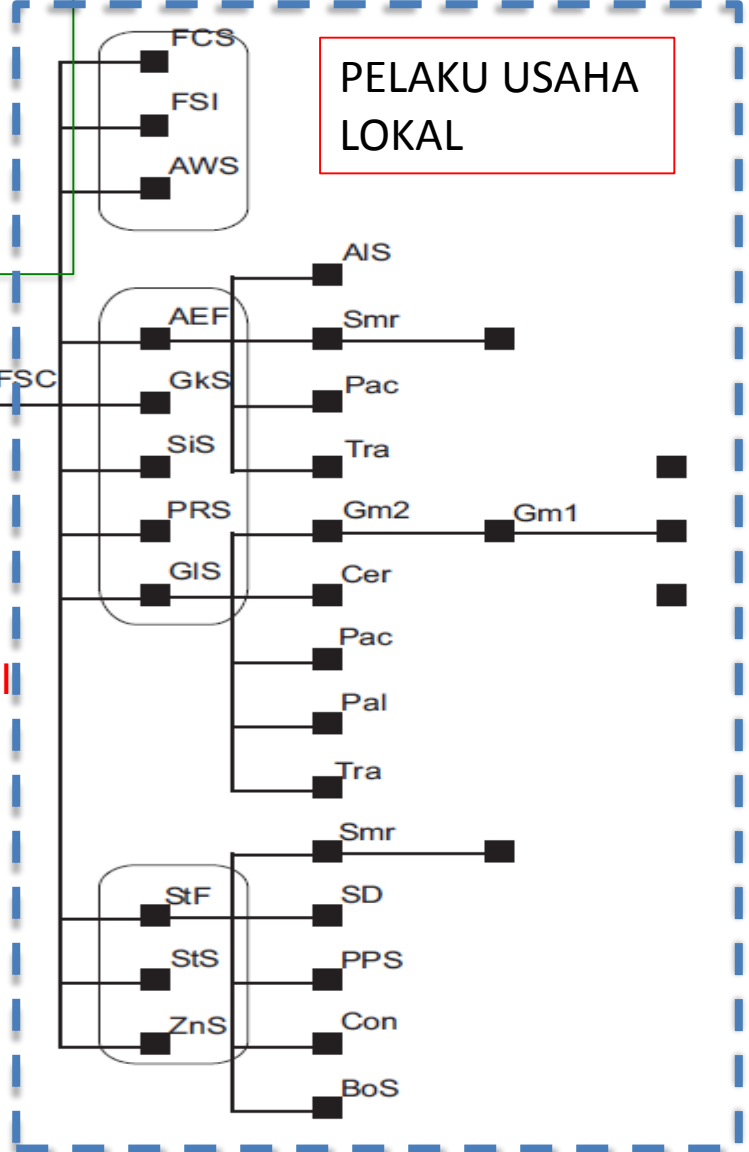 FCS
PELAKU USAHA
LOKAL
FSI
AWS
AIS
AEF
Smr
FSC
GkS
Pac
SiS
Tra
PRS
Gm2
Gm1
GIS
Cer
Pac
Pal
Tra
Smr
StF
SD
StS
PPS
ZnS
Con
BoS